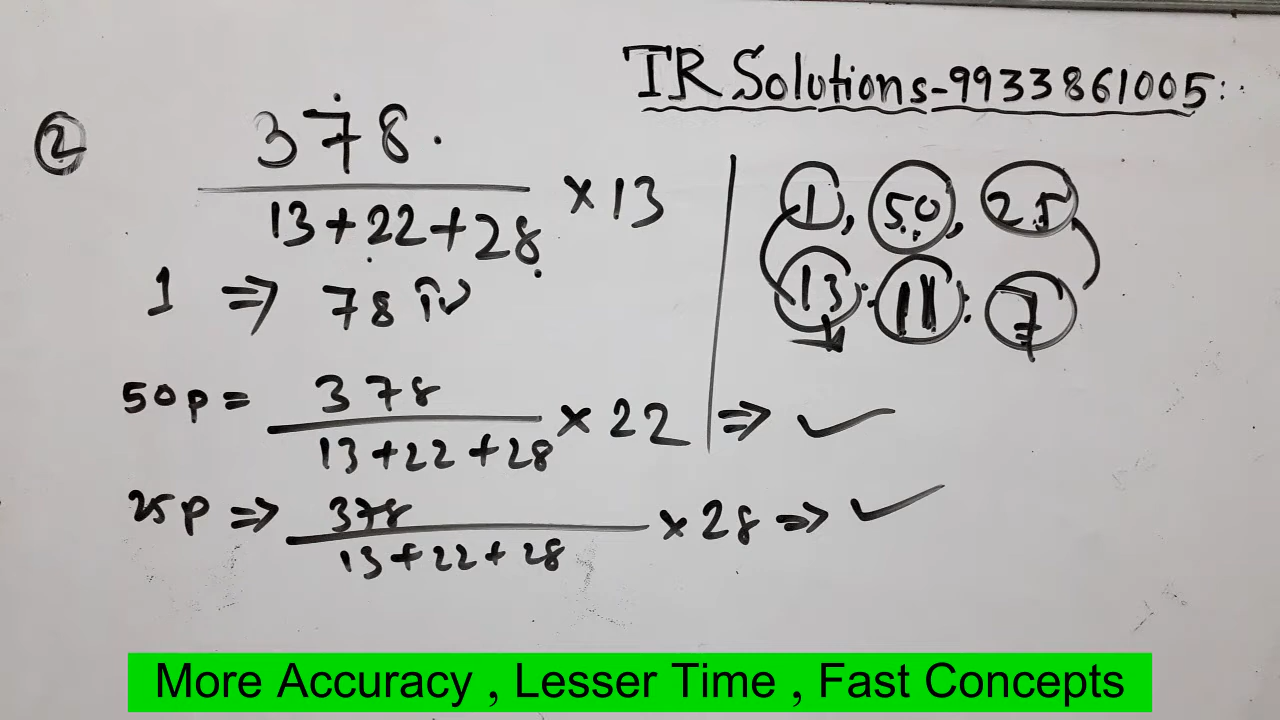 IR Solutions-9933861005:
② 378.
13+22+28 ×13
1, 50, 25
13:11:7
1 ⇒ 78
50p = 378
13+22+28 × 22 ⇒ ✓
25p ⇒ 378
13+22+28 × 28 ⇒ ✓
More Accuracy , Lesser Time , Fast Concepts